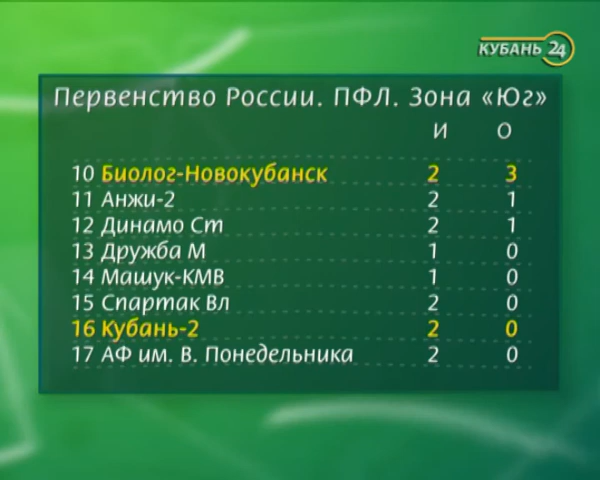 КУБАНЬ 24
Первенство России. ПФЛ. Зона «Юг»
И О
10 Биолог-Новокубанск 2 3
11 Анжи-2 2 1
12 Динамо Ст 2 1
13 Дружба М 1 0
14 Машук-КМВ 1 0
15 Спартак Вл 2 0
16 Кубань-2 2 0
17 АФ им. В. Понедельника 2 0